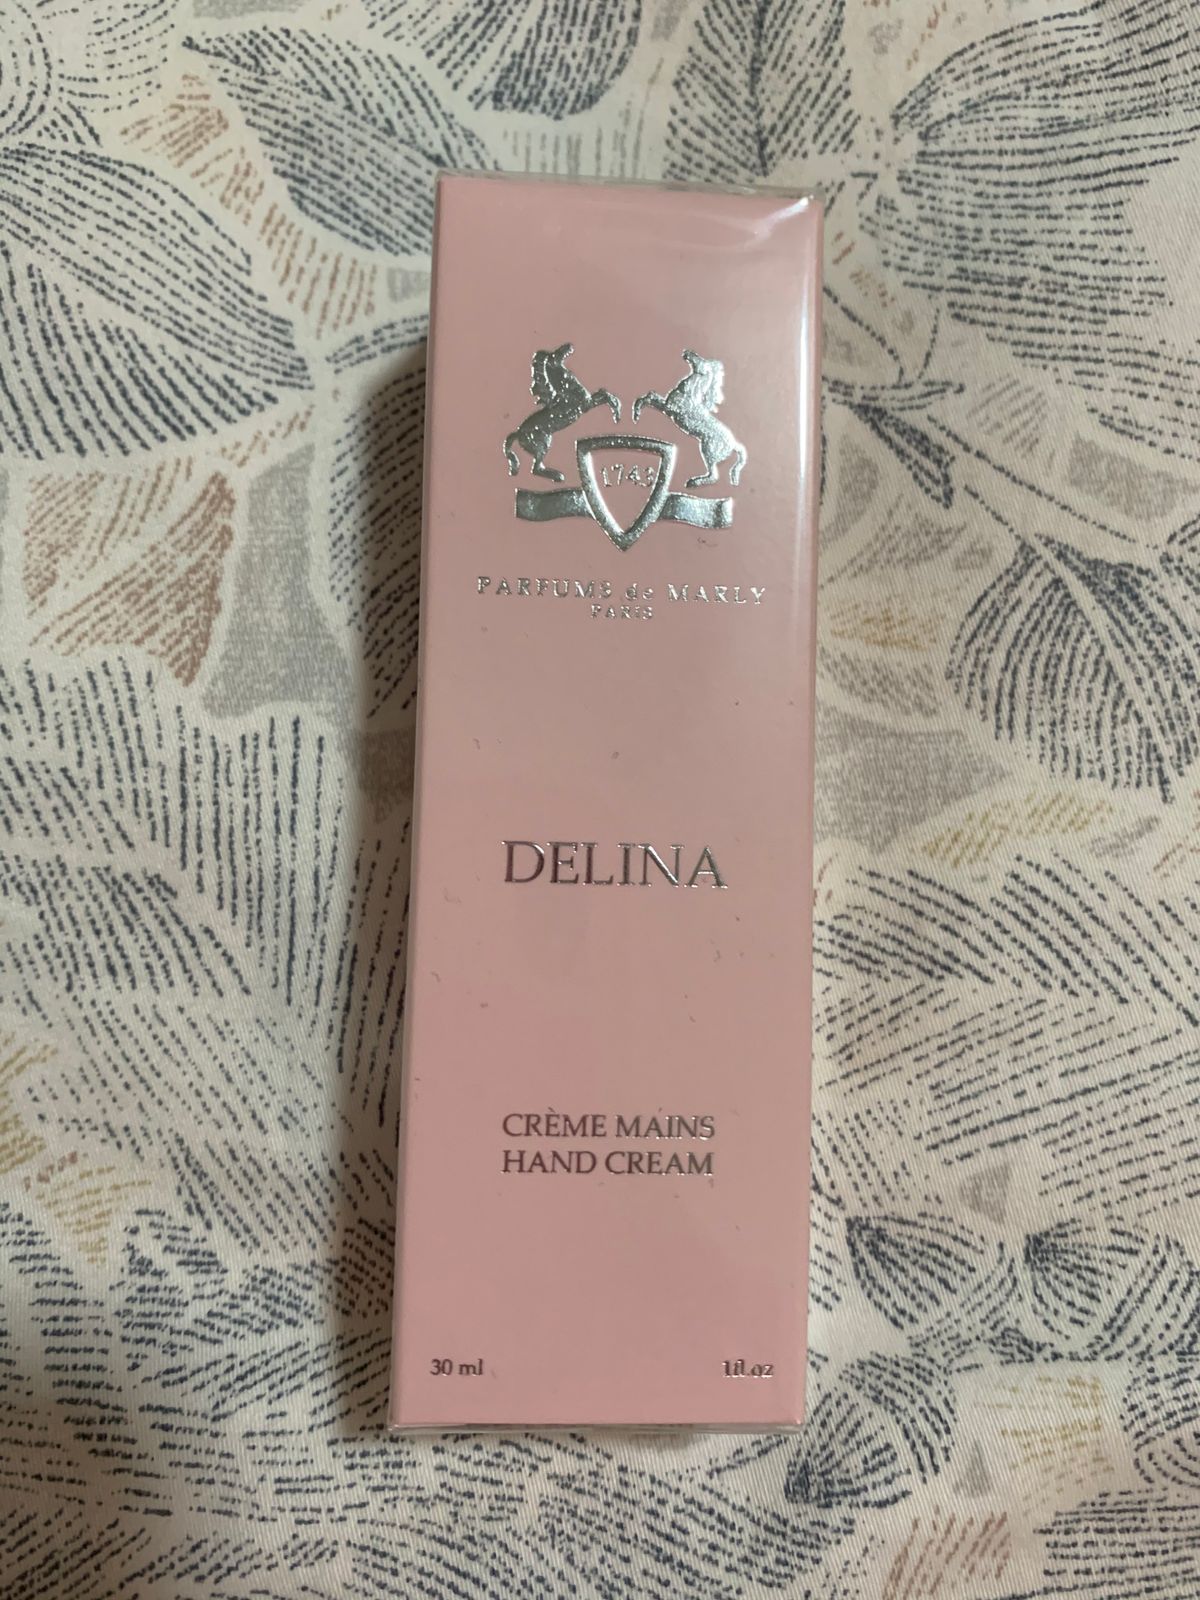 1743
PARFUMS de MARLY
PARIS
DELINA
CRÈME MAINS
HAND CREAM
30 ml 1fl.oz